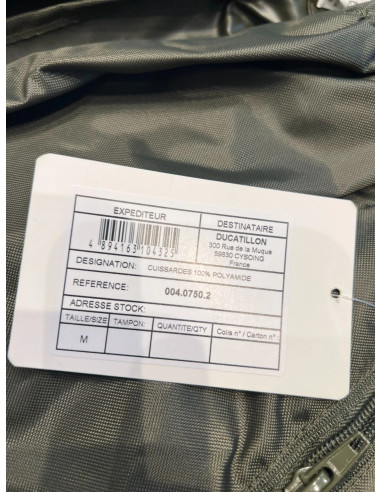 EXPEDITEUR
4 894163 104325
DESTINATAIRE
DUCATILLON
300 Rue de la Muque
59830 CYSOING
France
DESIGNATION: CUISSARDES 100% POLYAMIDE
REFERENCE: 004.0750.2
ADRESSE STOCK:
TAILLE/SIZE TAMPON: QUANTITE/QTY Colis n° / Carton n°
M